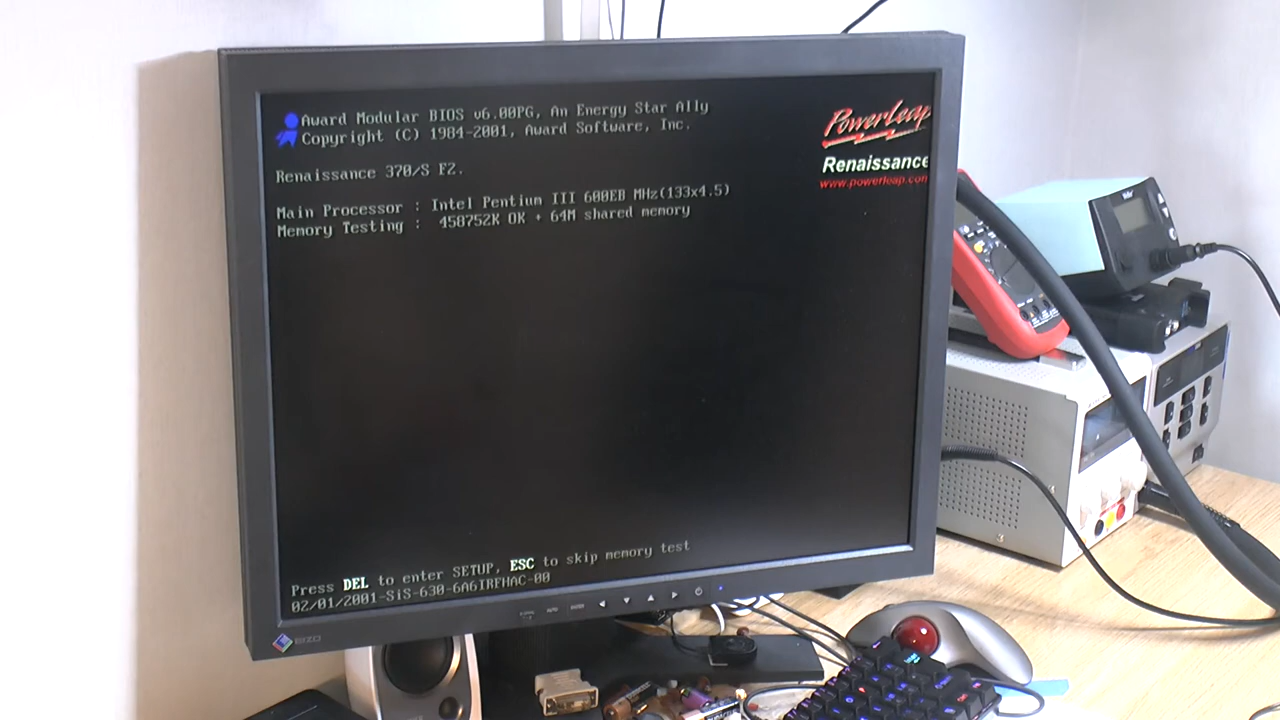 Award Modular BIOS v6.00PG, An Energy Star Ally
Copyright (C) 1984-2001, Award Software, Inc.
PowerLeap
Renaissance
www.powerleap.com
Renaissance 370/S F2.
Main Processor : Intel Pentium III 600EB MHz(133x4.5)
Memory Testing : 458752K OK + 64M shared memory
Press DEL to enter SETUP, ESC to skip memory test
02/01/2001-SiS-630-6A6IRFHAC-00
EIZO